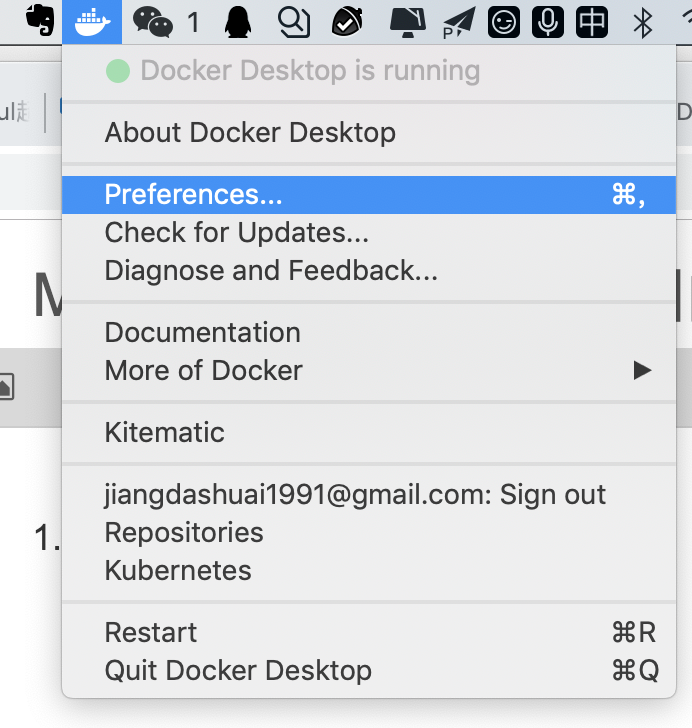 1
P
中
Docker Desktop is running
About Docker Desktop
Preferences... ⌘,
Check for Updates...
Diagnose and Feedback...
Documentation
More of Docker ▶
Kitematic
jiangdashuai1991@gmail.com: Sign out
Repositories
1.
Kubernetes
Restart ⌘R
Quit Docker Desktop ⌘Q